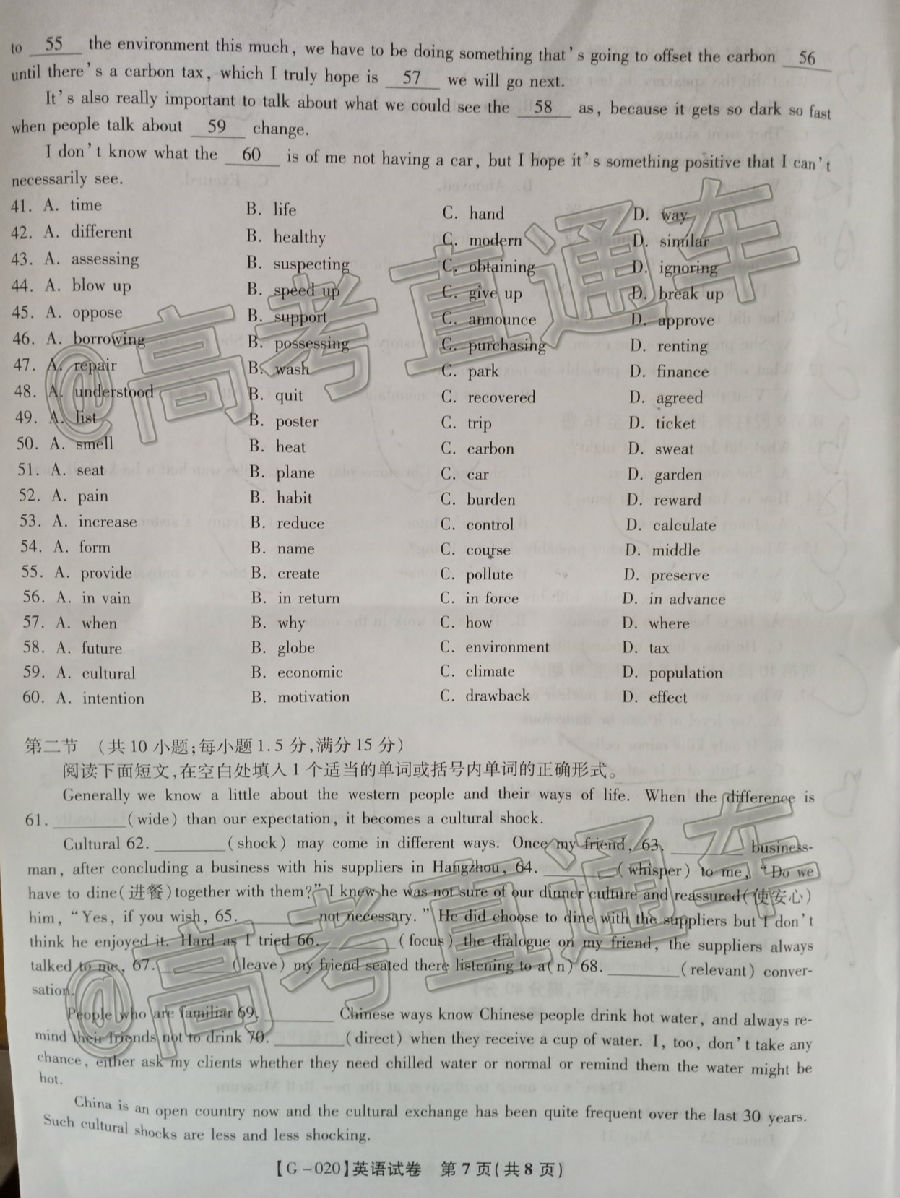 to 55 the environment this much, we have to be doing something that's going to offset the carbon 56
until there's a carbon tax, which I truly hope is 57 we will go next.
It's also really important to talk about what we could see the 58 as, because it gets so dark so fast
when people talk about 59 change.
I don't know what the 60 is of me not having a car, but I hope it's something positive that I can't
necessarily see.
41. A. time B. life C. hand D. way
42. A. different B. healthy C. modern D. similar
43. A. assessing B. suspecting C. obtaining D. ignoring
44. A. blow up B. speed up C. give up D. break up
45. A. oppose B. support C. announce D. approve
46. A. borrowing B. possessing C. purchasing D. renting
47. A. repair B. wash C. park D. finance
48. A. understood B. quit C. recovered D. agreed
49. A. list B. poster C. trip D. ticket
50. A. smell B. heat C. carbon D. sweat
51. A. seat B. plane C. car D. garden
52. A. pain B. habit C. burden D. reward
53. A. increase B. reduce C. control D. calculate
54. A. form B. name C. course D. middle
55. A. provide B. create C. pollute D. preserve
56. A. in vain B. in return C. in force D. in advance
57. A. when B. why C. how D. where
58. A. future B. globe C. environment D. tax
59. A. cultural B. economic C. climate D. population
60. A. intention B. motivation C. drawback D. effect
第二节 (共10小题;每小题1.5分,满分15分)
阅读下面短文,在空白处填入1个适当的单词或括号内单词的正确形式。
Generally we know a little about the western people and their ways of life. When the difference is
61. ________ (wide) than our expectation, it becomes a cultural shock.
Cultural 62. ________ (shock) may come in different ways. Once my friend, 63. ________ business-
man, after concluding a business with his suppliers in Hangzhou, 64. ________ (whisper) to me, "Do we
have to dine(进餐)together with them?" I knew he was not sure of our dinner culture and reassured(使安心)
him, "Yes, if you wish, 65. ________ not necessary." He did choose to dine with the suppliers but I don't
think he enjoyed it. Hard as I tried 66. ________ (focus) the dialogue on my friend, the suppliers always
talked to me, 67. ________ (leave) my friend seated there listening to a(n) 68. ________ (relevant) conver-
sation.
People who are familiar 69. ________ Chinese ways know Chinese people drink hot water, and always re-
mind their friends not to drink 70. ________ (direct) when they receive a cup of water. I, too, don't take any
chance, either ask my clients whether they need chilled water or normal or remind them the water might be
hot.
China is an open country now and the cultural exchange has been quite frequent over the last 30 years.
Such cultural shocks are less and less shocking.
【G-020】英语试卷 第7页(共8页)
@高考直通车
@高考直通车